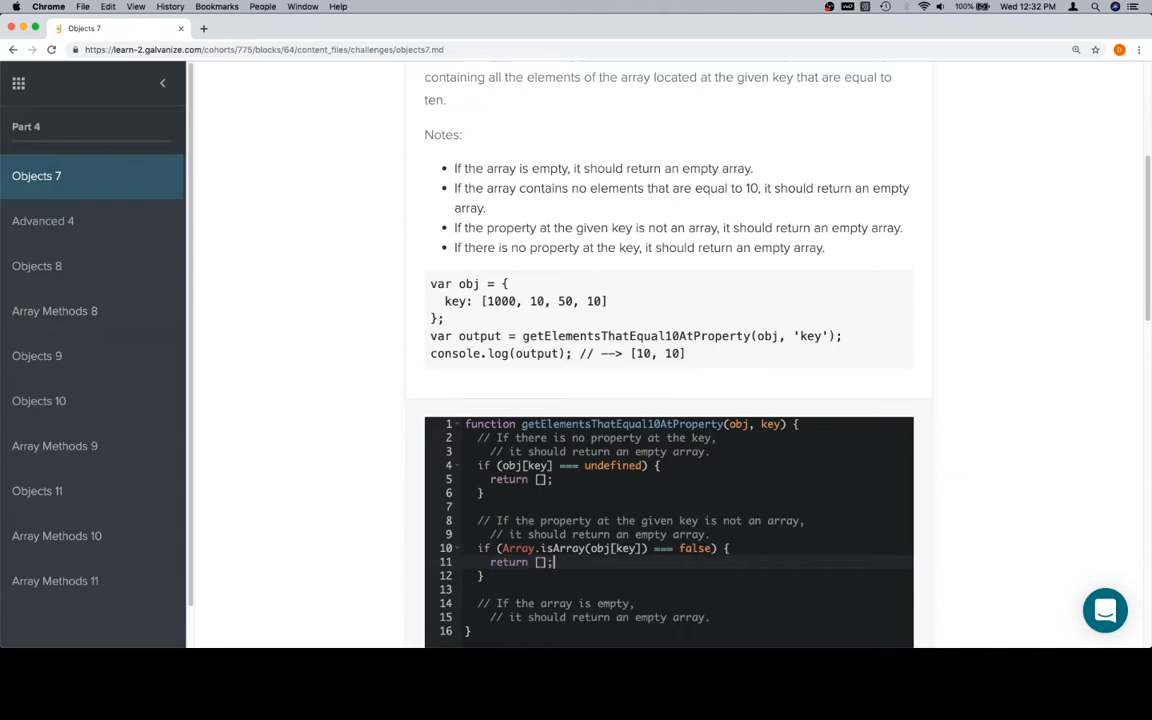 Chrome File Edit View History Bookmarks People Window Help 100% Wed 12:32 PM
Objects 7
https://learn-2.galvanize.com/cohorts/775/blocks/64/content_files/challenges/objects7.md
Part 4
Objects 7
Advanced 4
Objects 8
Array Methods 8
Objects 9
Objects 10
Array Methods 9
Objects 11
Array Methods 10
Array Methods 11
containing all the elements of the array located at the given key that are equal to
ten.
Notes:
If the array is empty, it should return an empty array.
If the array contains no elements that are equal to 10, it should return an empty
array.
If the property at the given key is not an array, it should return an empty array.
If there is no property at the key, it should return an empty array.
var obj = {
key: [1000, 10, 50, 10]
};
var output = getElementsThatEqual10AtProperty(obj, 'key');
console.log(output); // --> [10, 10]
1 function getElementsThatEqual10AtProperty(obj, key) {
2 // If there is no property at the key,
3 // it should return an empty array.
4 if (obj[key] === undefined) {
5 return [];
6 }
7
8 // If the property at the given key is not an array,
9 // it should return an empty array.
10 if (Array.isArray(obj[key]) === false) {
11 return [];
12 }
13
14 // If the array is empty,
15 // it should return an empty array.
16 }